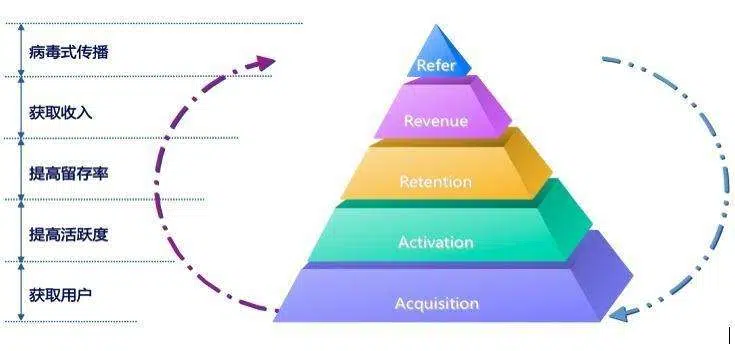 病毒式传播
Refer
获取收入
Revenue
提高留存率
Retention
提高活跃度
Activation
获取用户
Acquisition